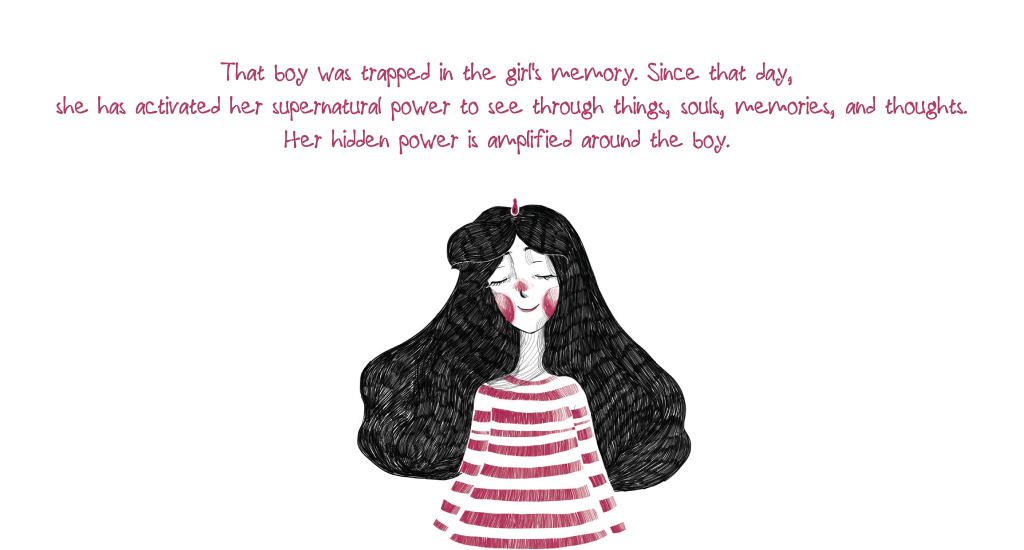 That boy was trapped in the girl's memory. Since that day,
she has activated her supernatural power to see through things, souls, memories, and thoughts.
Her hidden power is amplified around the boy.